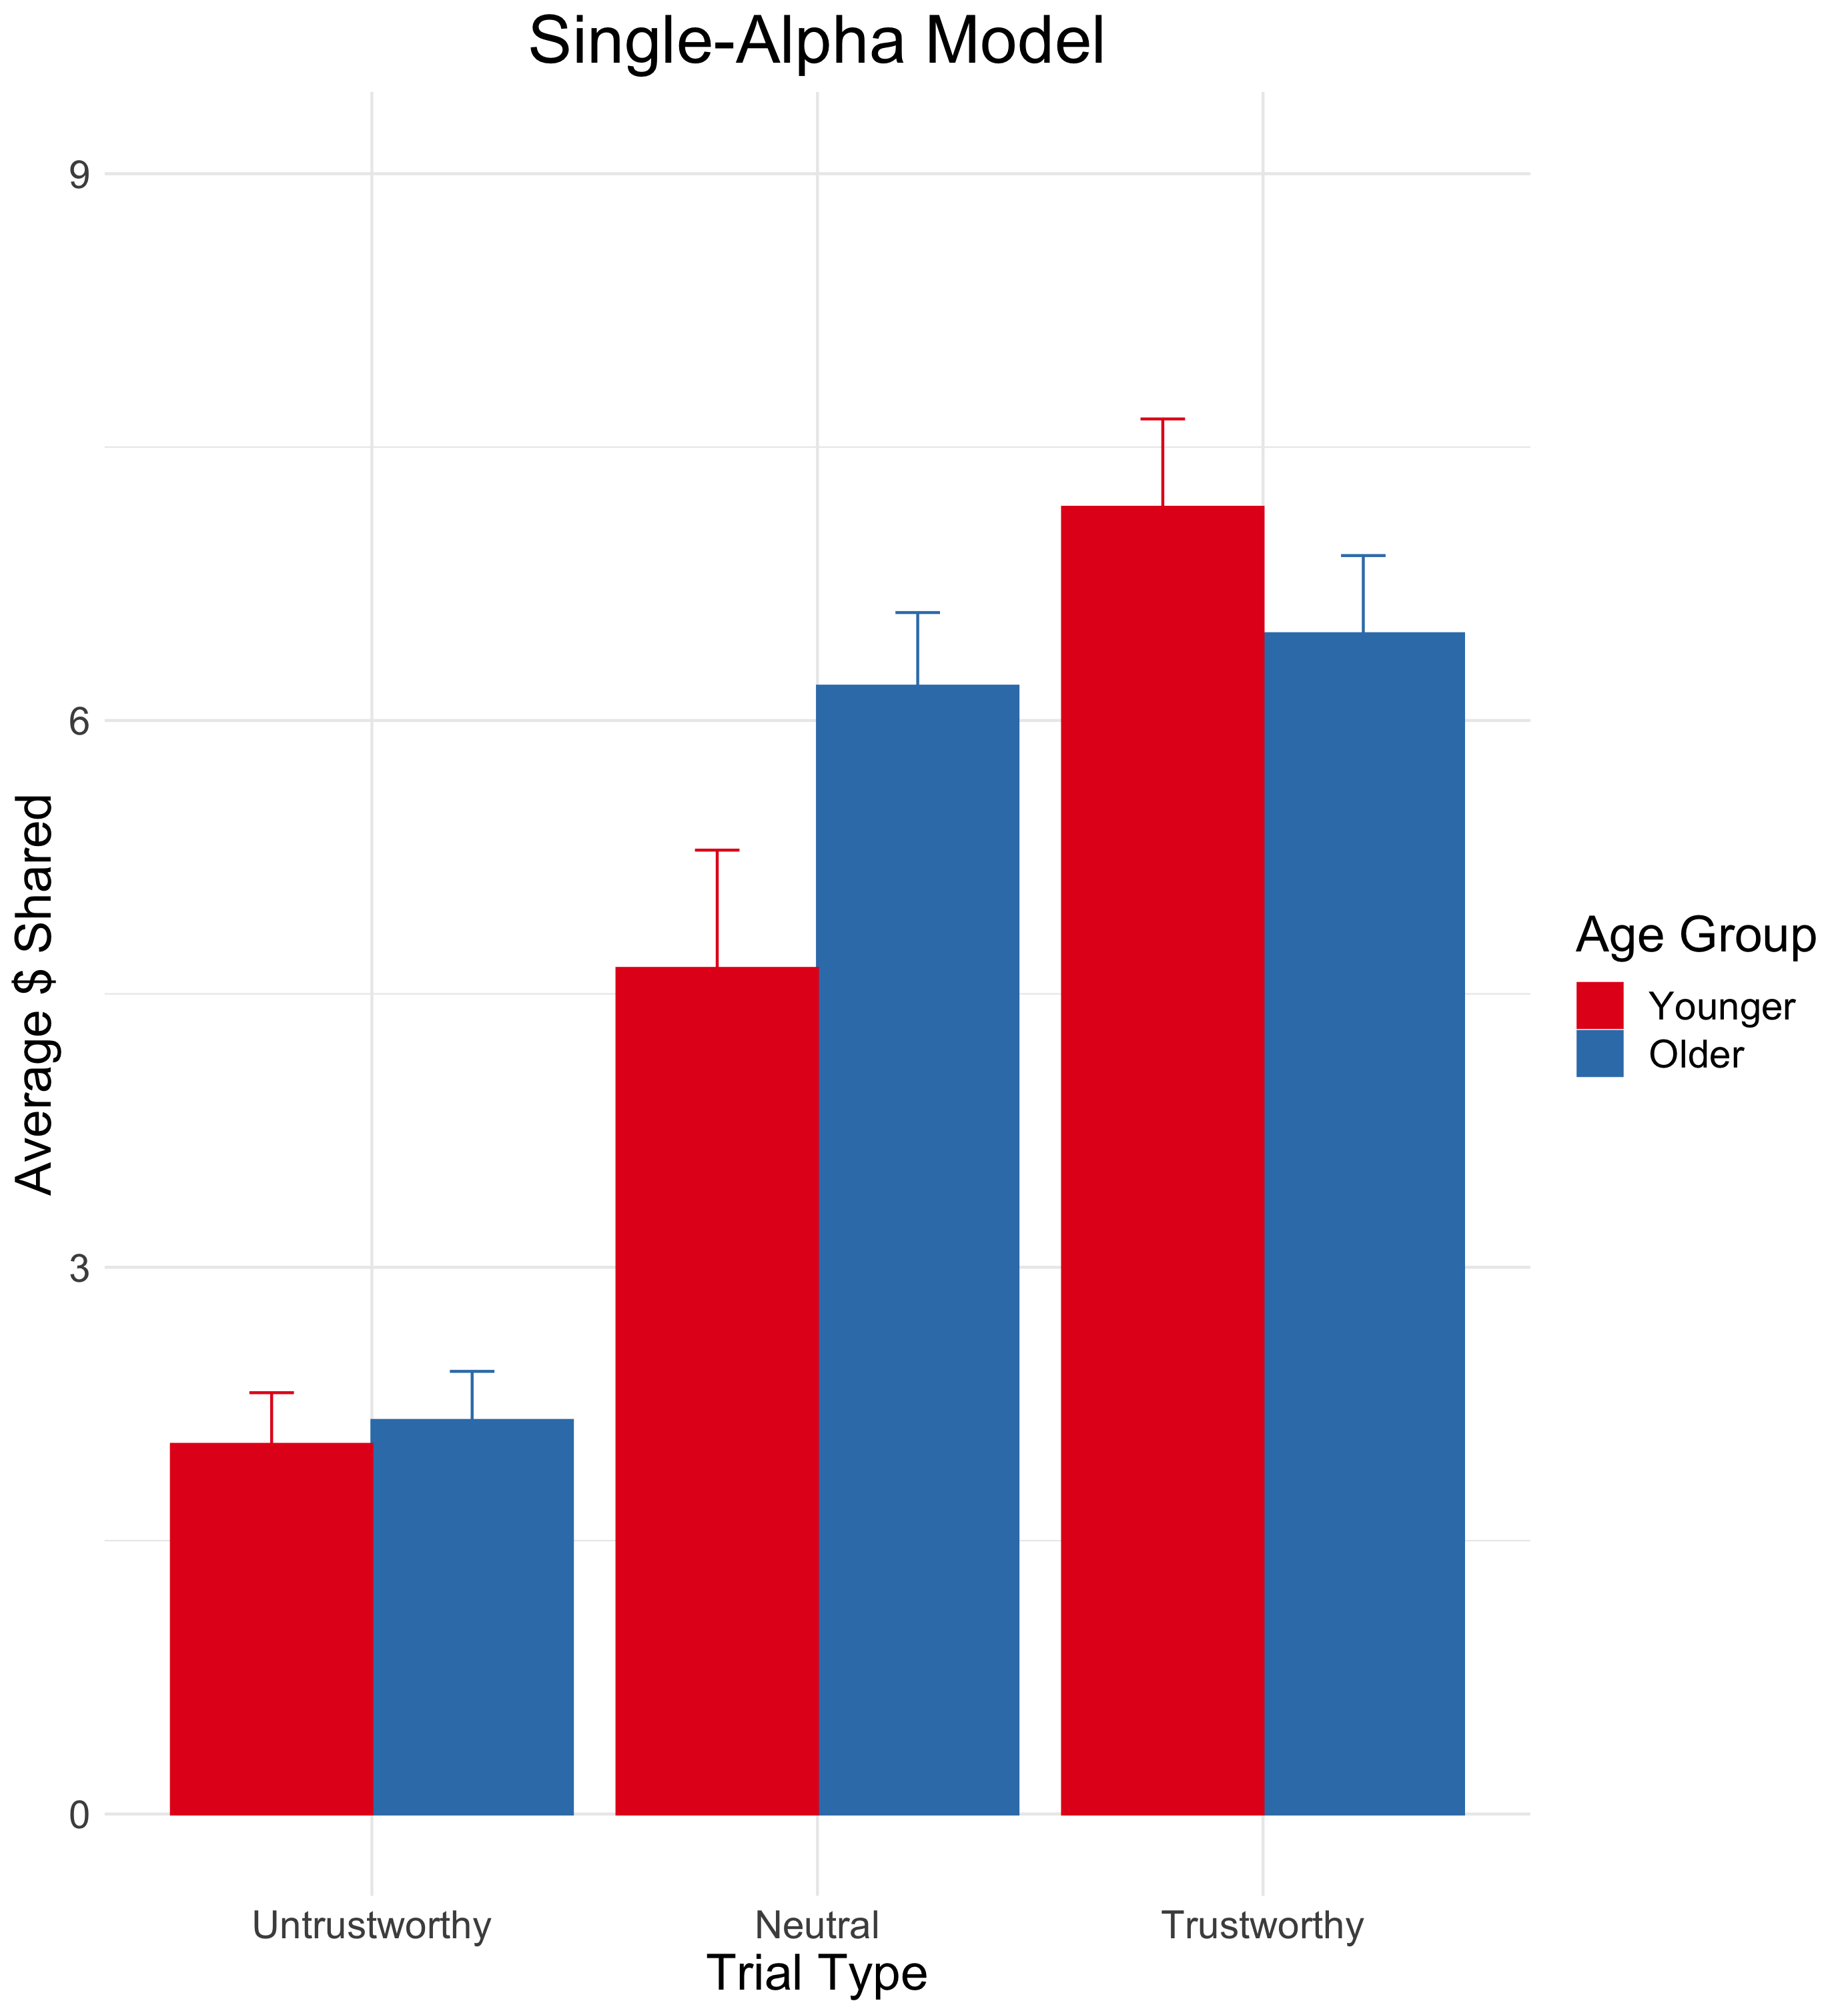 Single-Alpha Model
9
6
3
0
Average $ Shared
Untrustworthy
Neutral
Trustworthy
Trial Type
Age Group
Younger
Older